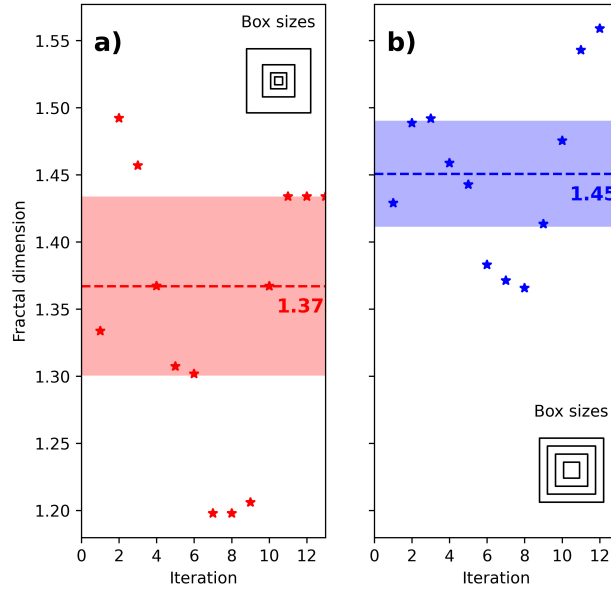 Fractal dimension
1.55
1.50
1.45
1.40
1.35
1.30
1.25
1.20
a)
Box sizes
1.37
0 2 4 6 8 10 12
Iteration
b)
1.45
Box sizes
0 2 4 6 8 10 12
Iteration